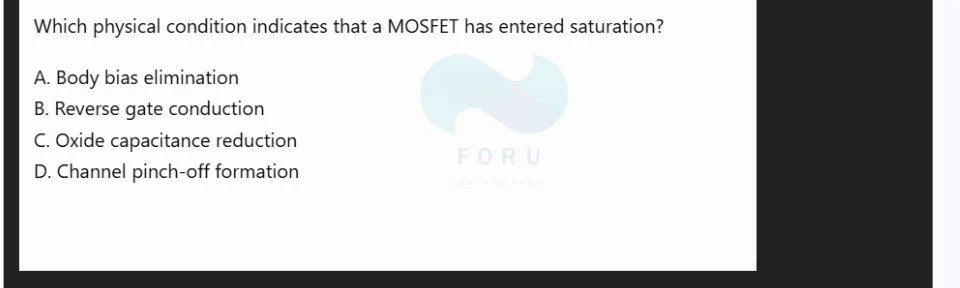 Which physical condition indicates that a MOSFET has entered saturation?
A. Body bias elimination
B. Reverse gate conduction
C. Oxide capacitance reduction
D. Channel pinch-off formation
FORU